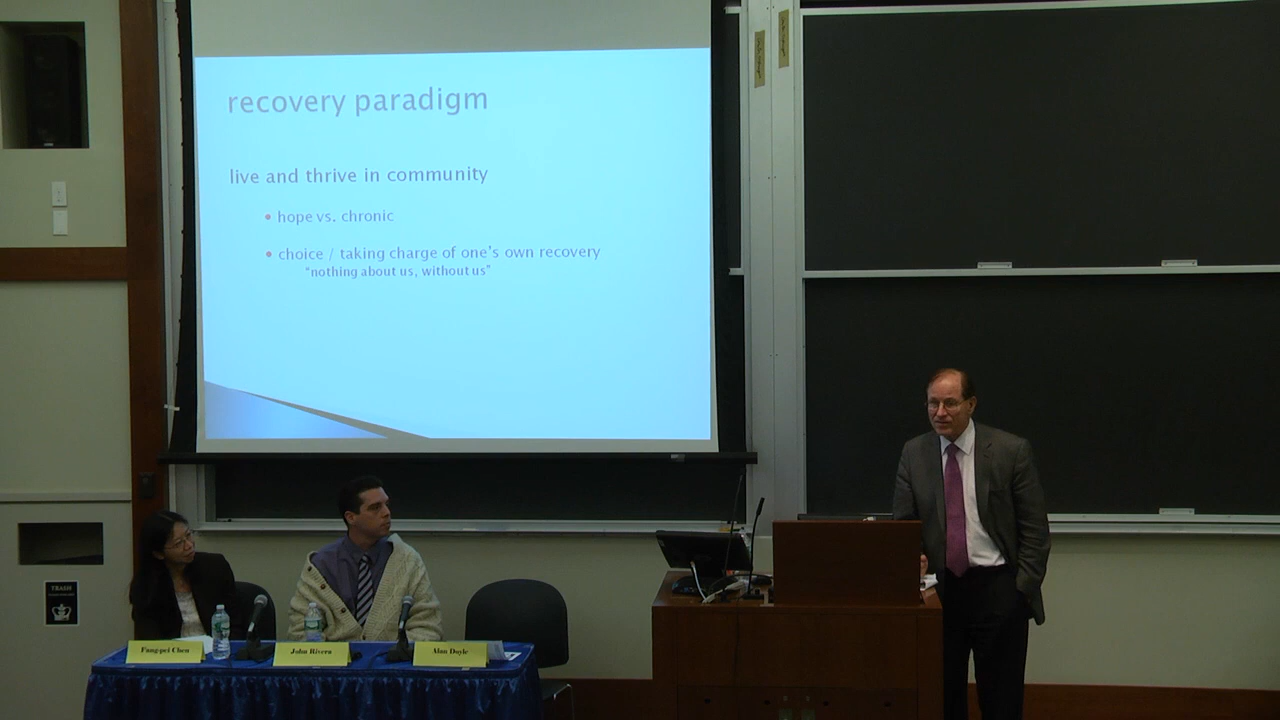 recovery paradigm
live and thrive in community
• hope vs. chronic
• choice / taking charge of one's own recovery
"nothing about us, without us"
TRASH
Fang-pei Chen
John Rivera
Alan Doyle